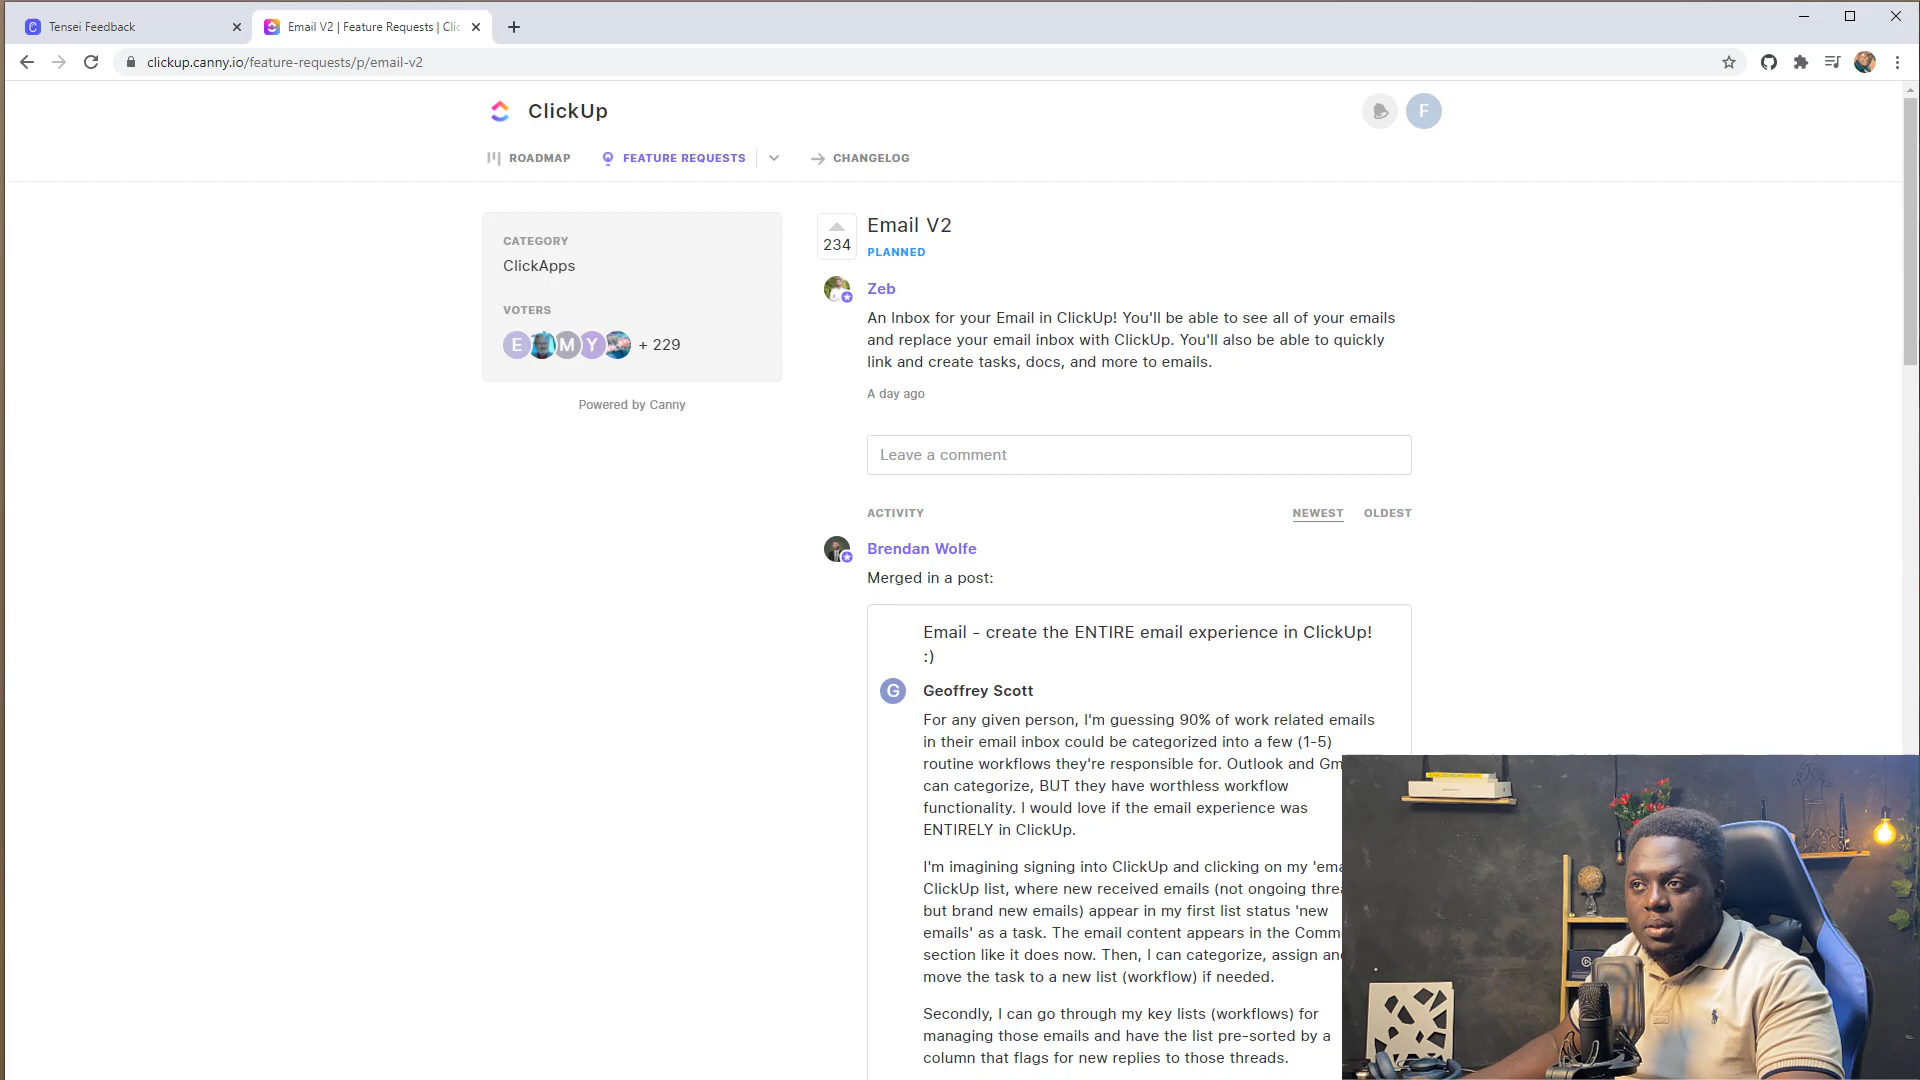 Tensei Feedback
Email V2 | Feature Requests | Clic
clickup.canny.io/feature-requests/p/email-v2
ClickUp
F
ROADMAP
FEATURE REQUESTS
CHANGELOG
CATEGORY
ClickApps
VOTERS
E
M
Y
+ 229
Powered by Canny
234
Email V2
PLANNED
Zeb
An Inbox for your Email in ClickUp! You'll be able to see all of your emails
and replace your email inbox with ClickUp. You'll also be able to quickly
link and create tasks, docs, and more to emails.
A day ago
Leave a comment
ACTIVITY
NEWEST
OLDEST
Brendan Wolfe
Merged in a post:
Email - create the ENTIRE email experience in ClickUp!
:)
G
Geoffrey Scott
For any given person, I'm guessing 90% of work related emails
in their email inbox could be categorized into a few (1-5)
routine workflows they're responsible for. Outlook and Gm
can categorize, BUT they have worthless workflow
functionality. I would love if the email experience was
ENTIRELY in ClickUp.
I'm imagining signing into ClickUp and clicking on my 'ema
ClickUp list, where new received emails (not ongoing threa
but brand new emails) appear in my first list status 'new
emails' as a task. The email content appears in the Comm
section like it does now. Then, I can categorize, assign an
move the task to a new list (workflow) if needed.
Secondly, I can go through my key lists (workflows) for
managing those emails and have the list pre-sorted by a
column that flags for new replies to those threads.